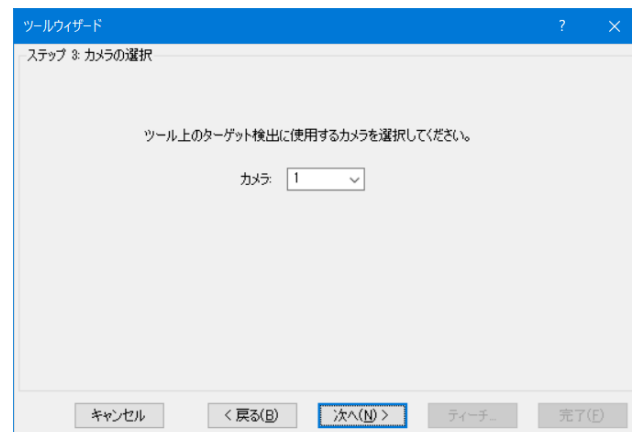 ツールウィザード ? ×
ステップ 3: カメラの選択
ツール上のターゲット検出に使用するカメラを選択してください。
カメラ: 1
キャンセル < 戻る(B) 次へ(N) > ティーチ... 完了(F)